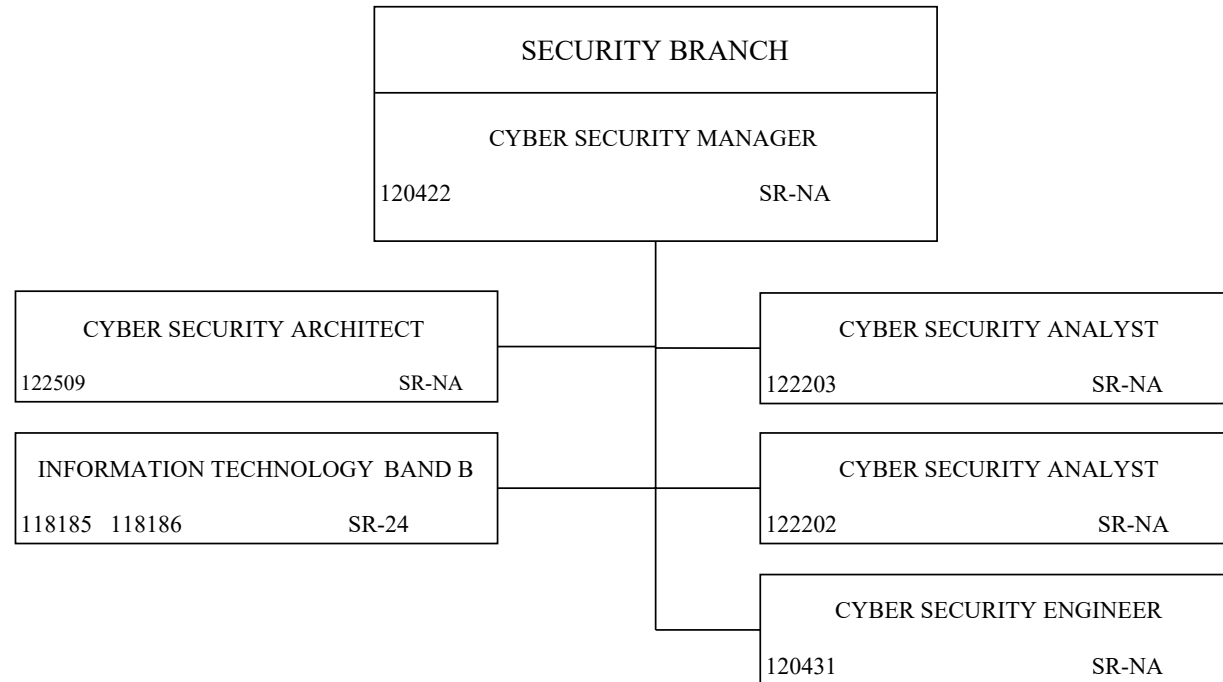 SECURITY BRANCH
CYBER SECURITY MANAGER
120422 SR-NA
CYBER SECURITY ARCHITECT
122509 SR-NA
CYBER SECURITY ANALYST
122203 SR-NA
INFORMATION TECHNOLOGY BAND B
118185 118186 SR-24
CYBER SECURITY ANALYST
122202 SR-NA
CYBER SECURITY ENGINEER
120431 SR-NA